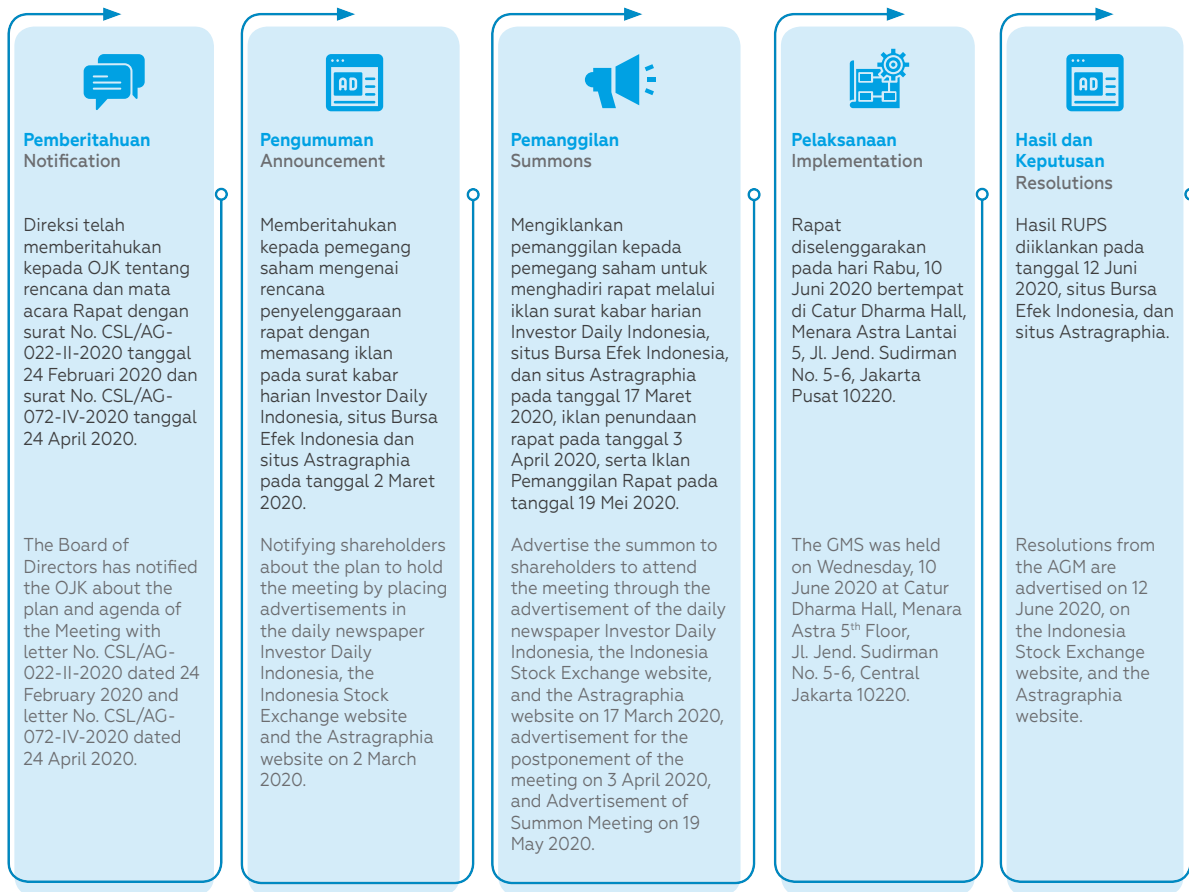 AD
AD
Pemberitahuan
Notification
Direksi telah
memberitahukan
kepada OJK tentang
rencana dan mata
acara Rapat dengan
surat No. CSL/AG-
022-II-2020 tanggal
24 Februari 2020 dan
surat No. CSL/AG-
072-IV-2020 tanggal
24 April 2020.
The Board of
Directors has notified
the OJK about the
plan and agenda of
the Meeting with
letter No. CSL/AG-
022-II-2020 dated 24
February 2020 and
letter No. CSL/AG-
072-IV-2020 dated
24 April 2020.
Pengumuman
Announcement
Memberitahukan
kepada pemegang
saham mengenai
rencana
penyelenggaraan
rapat dengan
memasang iklan
pada surat kabar
harian Investor Daily
Indonesia, situs Bursa
Efek Indonesia dan
situs Astragraphia
pada tanggal 2 Maret
2020.
Notifying shareholders
about the plan to hold
the meeting by placing
advertisements in
the daily newspaper
Investor Daily
Indonesia, the
Indonesia Stock
Exchange website
and the Astragraphia
website on 2 March
2020.
Pemanggilan
Summons
Mengiklankan
pemanggilan kepada
pemegang saham untuk
menghadiri rapat melalui
iklan surat kabar harian
Investor Daily Indonesia,
situs Bursa Efek Indonesia,
dan situs Astragraphia
pada tanggal 17 Maret
2020, iklan penundaan
rapat pada tanggal 3
April 2020, serta Iklan
Pemanggilan Rapat pada
tanggal 19 Mei 2020.
Advertise the summon to
shareholders to attend
the meeting through the
advertisement of the daily
newspaper Investor Daily
Indonesia, the Indonesia
Stock Exchange website,
and the Astragraphia
website on 17 March 2020,
advertisement for the
postponement of the
meeting on 3 April 2020,
and Advertisement of
Summon Meeting on 19
May 2020.
Pelaksanaan
Implementation
Rapat
diselenggarakan
pada hari Rabu, 10
Juni 2020 bertempat
di Catur Dharma Hall,
Menara Astra Lantai
5, Jl. Jend. Sudirman
No. 5-6, Jakarta
Pusat 10220.
The GMS was held
on Wednesday, 10
June 2020 at Catur
Dharma Hall, Menara
Astra 5th Floor,
Jl. Jend. Sudirman
No. 5-6, Central
Jakarta 10220.
Hasil dan
Keputusan
Resolutions
Hasil RUPS
diiklankan pada
tanggal 12 Juni
2020, situs Bursa
Efek Indonesia, dan
situs Astragraphia.
Resolutions from
the AGM are
advertised on 12
June 2020, on
the Indonesia
Stock Exchange
website, and the
Astragraphia
website.